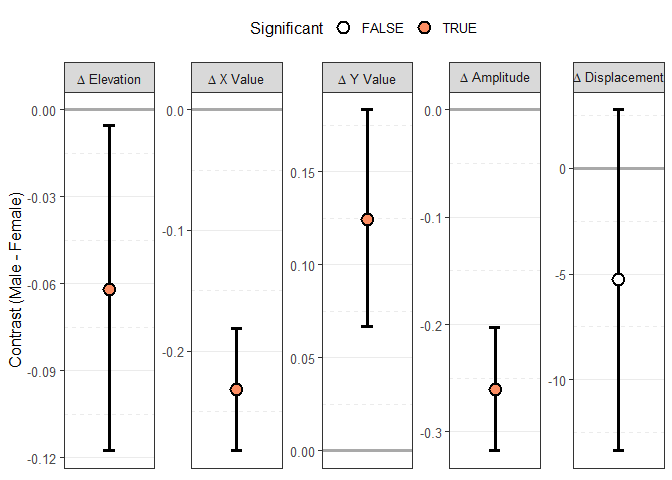 Significant FALSE TRUE
Δ Elevation
Δ X Value
Δ Y Value
Δ Amplitude
Δ Displacement
Contrast (Male - Female)
0.00
-0.03
-0.06
-0.09
-0.12
0.0
-0.1
-0.2
0.15
0.10
0.05
0.00
0.0
-0.1
-0.2
-0.3
0
-5
-10